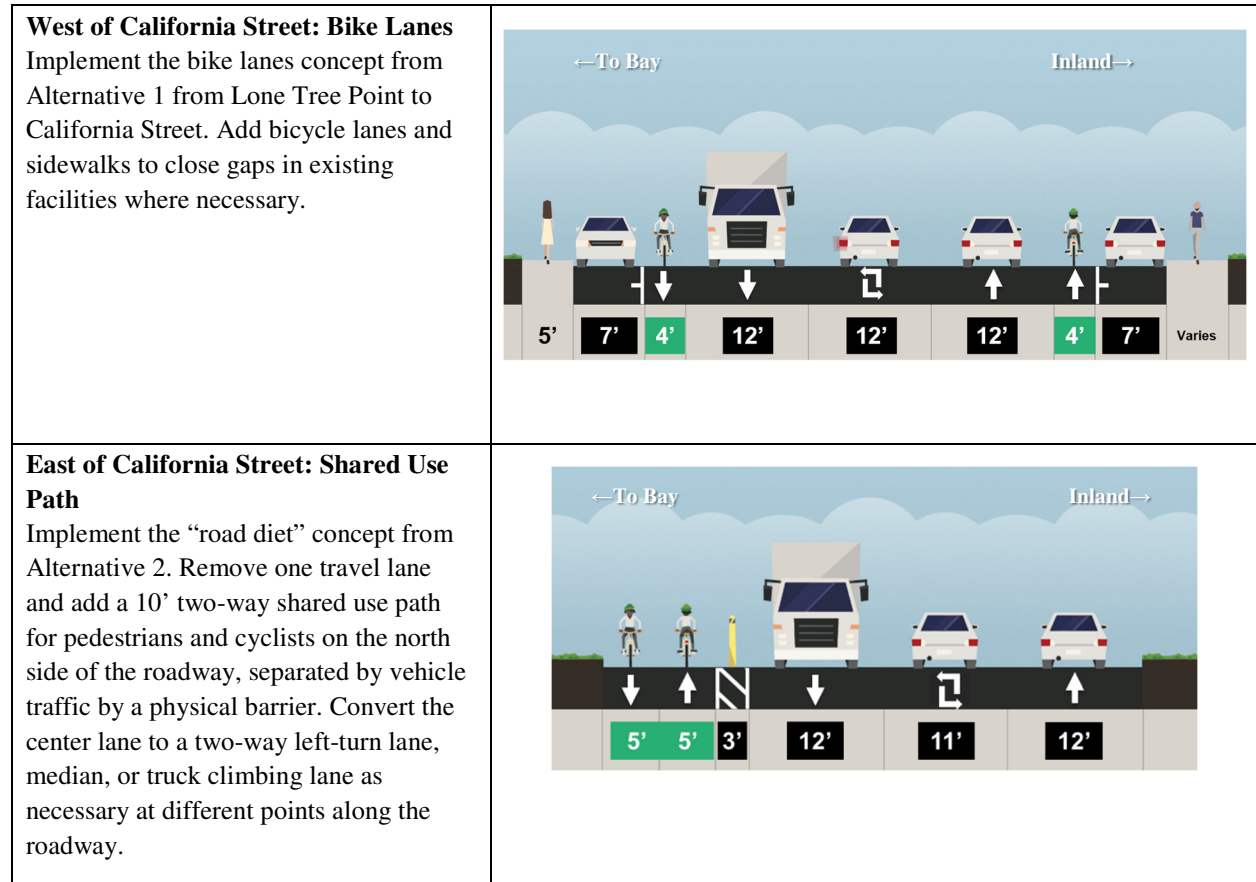 West of California Street: Bike Lanes
Implement the bike lanes concept from
Alternative 1 from Lone Tree Point to
California Street. Add bicycle lanes and
sidewalks to close gaps in existing
facilities where necessary.
←To Bay
Inland→
5’ 7’ 4’ 12’ 12’ 12’ 4’ 7’ Varies
East of California Street: Shared Use
Path
Implement the “road diet” concept from
Alternative 2. Remove one travel lane
and add a 10’ two-way shared use path
for pedestrians and cyclists on the north
side of the roadway, separated by vehicle
traffic by a physical barrier. Convert the
center lane to a two-way left-turn lane,
median, or truck climbing lane as
necessary at different points along the
roadway.
←To Bay
Inland→
5’ 5’ 3’ 12’ 11’ 12’